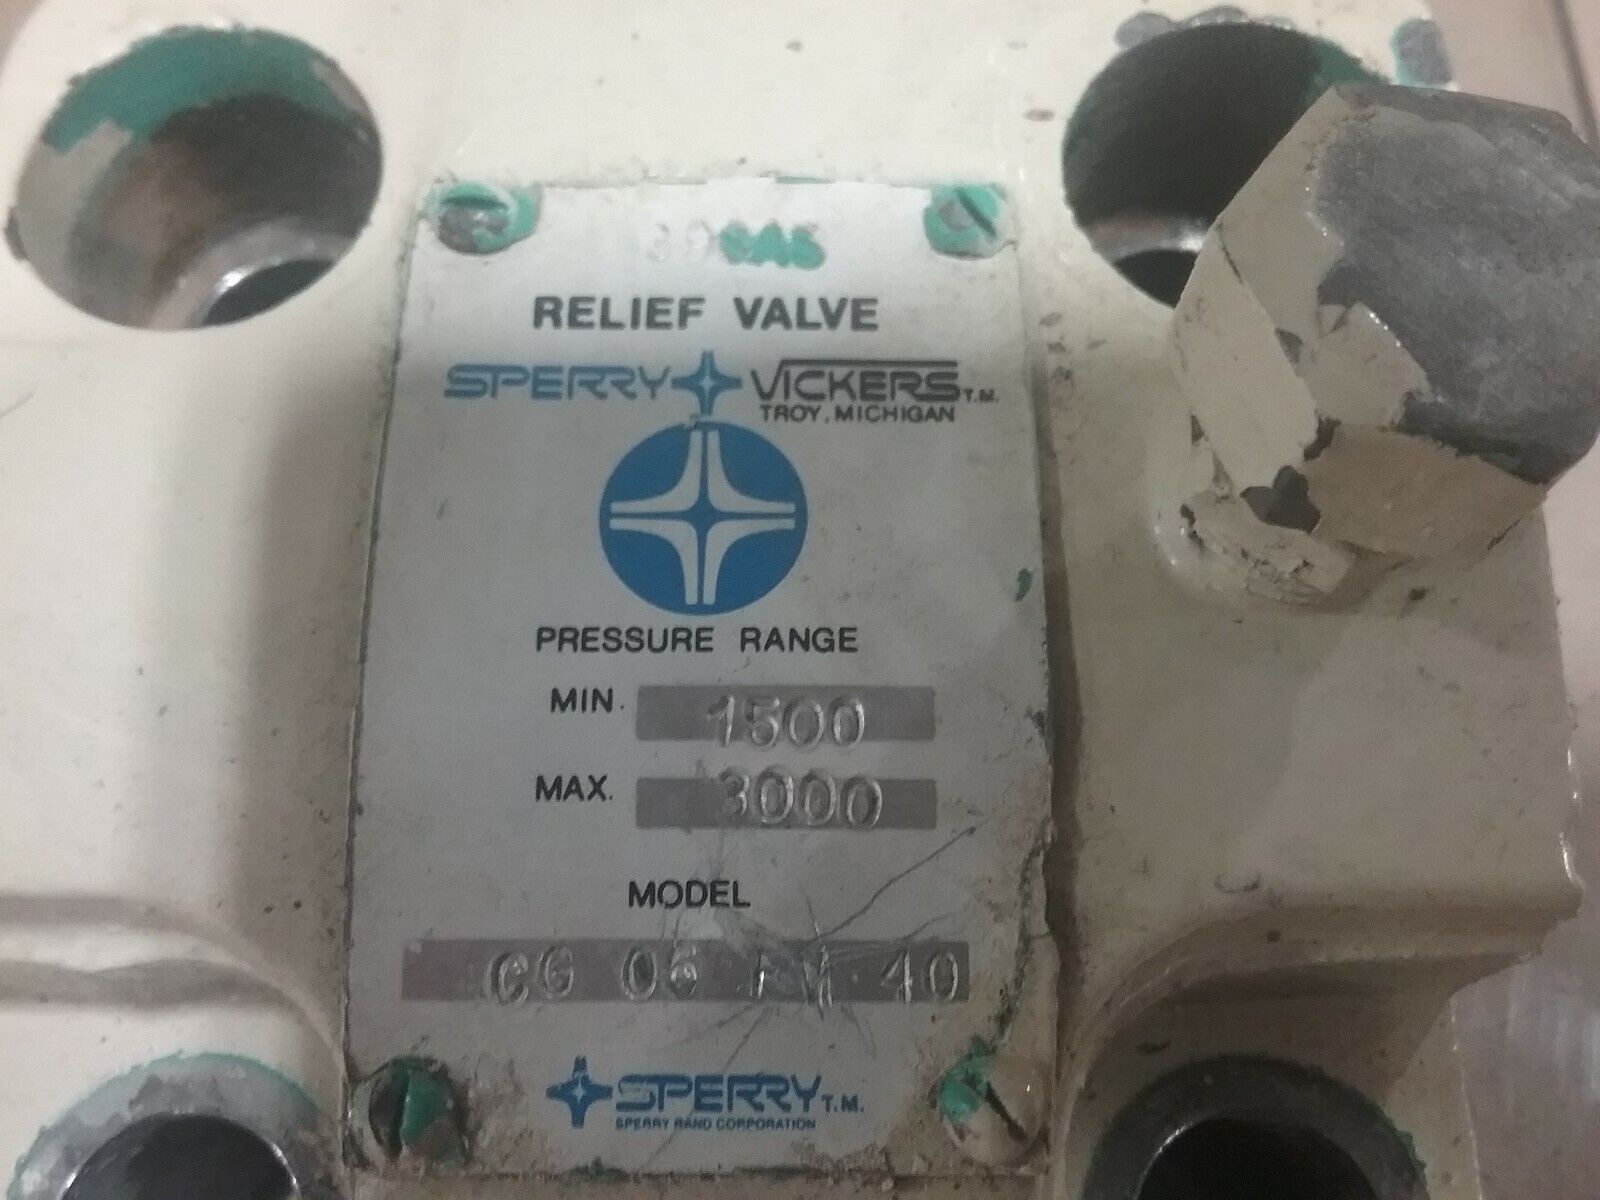 RELIEF VALVE
SPERRY VICKERS T.M.
TROY, MICHIGAN
PRESSURE RANGE
MIN. 1500
MAX. 3000
MODEL
CG 06 FM 40
SPERRY T.M.
SPERRY RAND CORPORATION